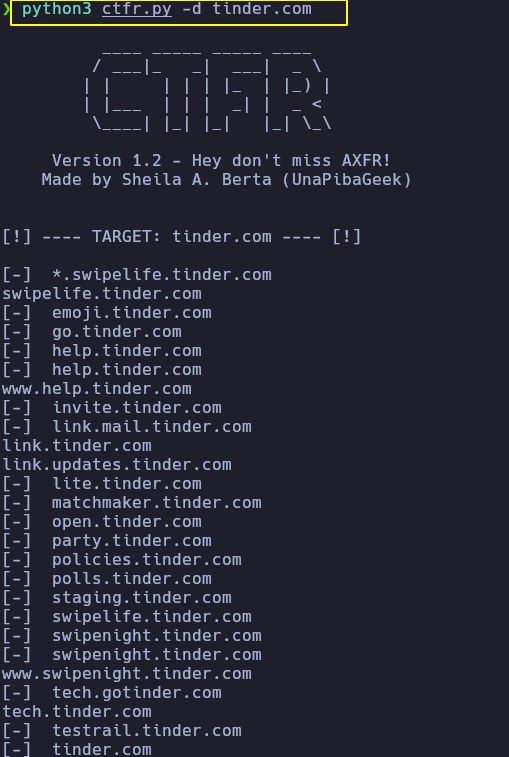 ❯ python3 ctfr.py -d tinder.com
          ____ _____ _____ ____
         / ___|_   _|  ___|  _ \
        | |     | | | |_  | |_) |
        | |___  | | |  _| |  _ <
         \____| |_| |_|   |_| \_\
     Version 1.2 - Hey don't miss AXFR!
    Made by Sheila A. Berta (UnaPibaGeek)
[!] ---- TARGET: tinder.com ---- [!]
[-]  *.swipelife.tinder.com
swipelife.tinder.com
[-]  emoji.tinder.com
[-]  go.tinder.com
[-]  help.tinder.com
[-]  help.tinder.com
www.help.tinder.com
[-]  invite.tinder.com
[-]  link.mail.tinder.com
link.tinder.com
link.updates.tinder.com
[-]  lite.tinder.com
[-]  matchmaker.tinder.com
[-]  open.tinder.com
[-]  party.tinder.com
[-]  policies.tinder.com
[-]  polls.tinder.com
[-]  staging.tinder.com
[-]  swipelife.tinder.com
[-]  swipenight.tinder.com
[-]  swipenight.tinder.com
www.swipenight.tinder.com
[-]  tech.gotinder.com
tech.tinder.com
[-]  testrail.tinder.com
[-]  tinder.com